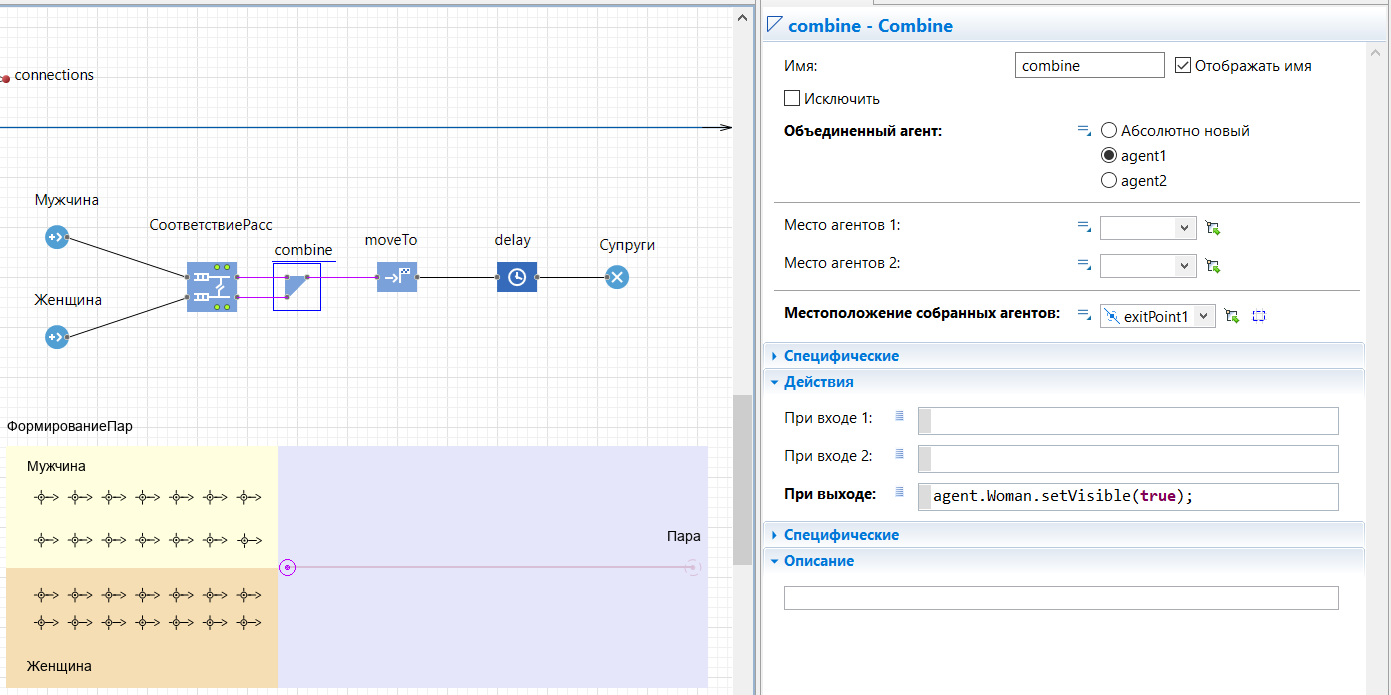 connections
Мужчина
СоответствиеРасс
combine
moveTo
delay
Супруги
Женщина
ФормированиеПар
Мужчина
Пара
Женщина
combine - Combine
Имя:
combine
Отображать имя
Исключить
Объединенный агент:
Абсолютно новый
agent1
agent2
Место агентов 1:
Место агентов 2:
Местоположение собранных агентов:
exitPoint1
Специфические
Действия
При входе 1:
При входе 2:
При выходе:
agent.Woman.setVisible(true);
Специфические
Описание